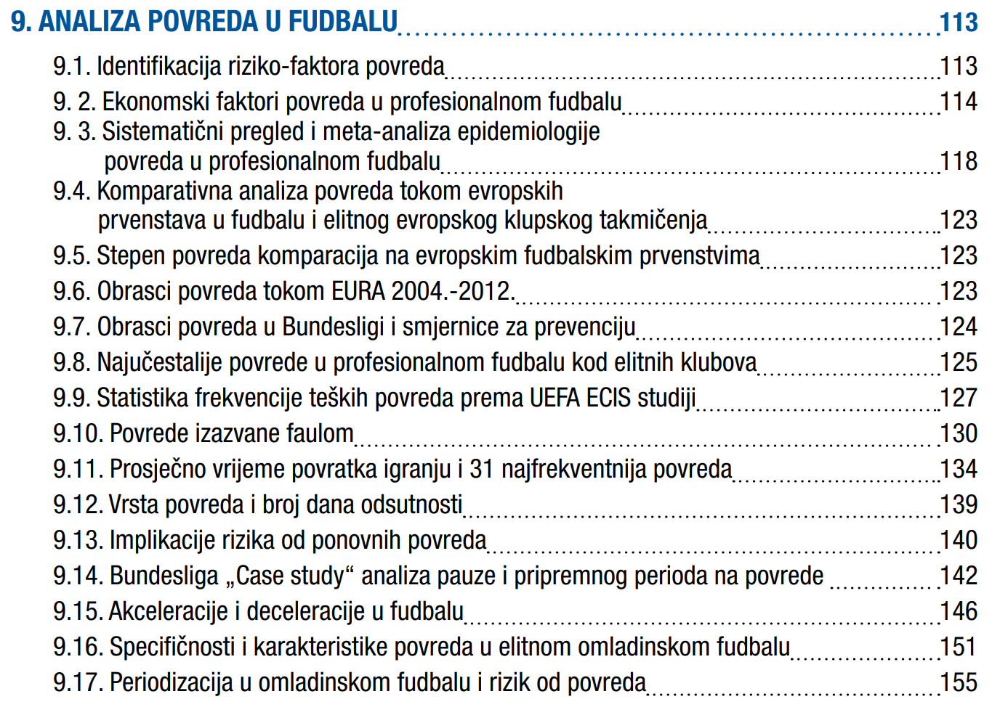 9. ANALIZA POVREDA U FUDBALU 113
9.1. Identifikacija riziko-faktora povreda 113
9. 2. Ekonomski faktori povreda u profesionalnom fudbalu 114
9. 3. Sistematični pregled i meta-analiza epidemiologije
povreda u profesionalnom fudbalu 118
9.4. Komparativna analiza povreda tokom evropskih
prvenstava u fudbalu i elitnog evropskog klupskog takmičenja 123
9.5. Stepen povreda komparacija na evropskim fudbalskim prvenstvima 123
9.6. Obrasci povreda tokom EURA 2004.-2012. 123
9.7. Obrasci povreda u Bundesligi i smjernice za prevenciju 124
9.8. Najučestalije povrede u profesionalnom fudbalu kod elitnih klubova 125
9.9. Statistika frekvencije teških povreda prema UEFA ECIS studiji 127
9.10. Povrede izazvane faulom 130
9.11. Prosječno vrijeme povratka igranju i 31 najfrekventnija povreda 134
9.12. Vrsta povreda i broj dana odsutnosti 139
9.13. Implikacije rizika od ponovnih povreda 140
9.14. Bundesliga „Case study“ analiza pauze i pripremnog perioda na povrede 142
9.15. Akceleracije i deceleracije u fudbalu 146
9.16. Specifičnosti i karakteristike povreda u elitnom omladinskom fudbalu 151
9.17. Periodizacija u omladinskom fudbalu i rizik od povreda 155